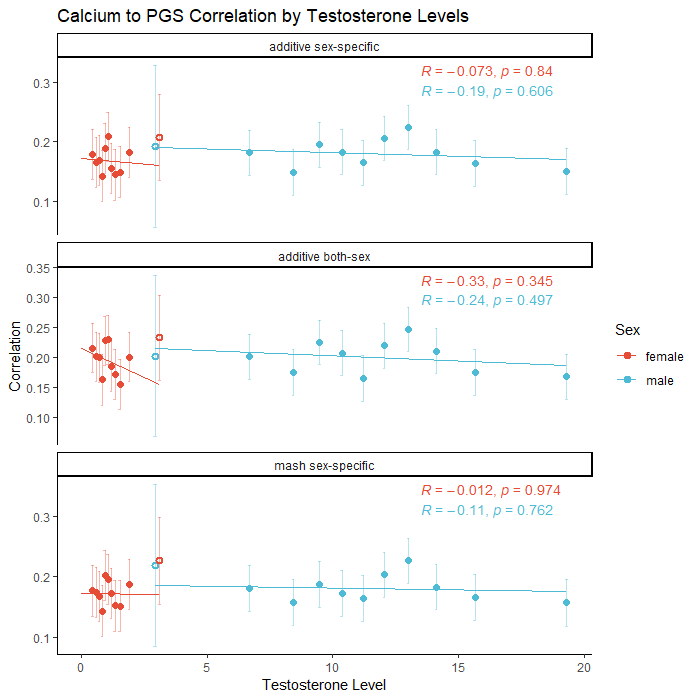 Calcium to PGS Correlation by Testosterone Levels
additive sex-specific
R = −0.073, p = 0.84
R = −0.19, p = 0.606
0.3
0.2
0.1
additive both-sex
R = −0.33, p = 0.345
R = −0.24, p = 0.497
0.35
0.30
0.25
0.20
0.15
0.10
mash sex-specific
R = −0.012, p = 0.974
R = −0.11, p = 0.762
0.3
0.2
0.1
0
5
10
15
20
Correlation
Testosterone Level
Sex
female
male